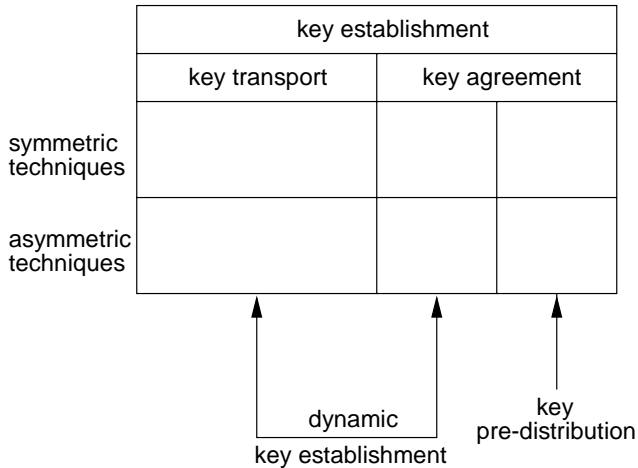 key establishment
key transport
key agreement
symmetric
techniques
asymmetric
techniques
dynamic
key establishment
key
pre-distribution